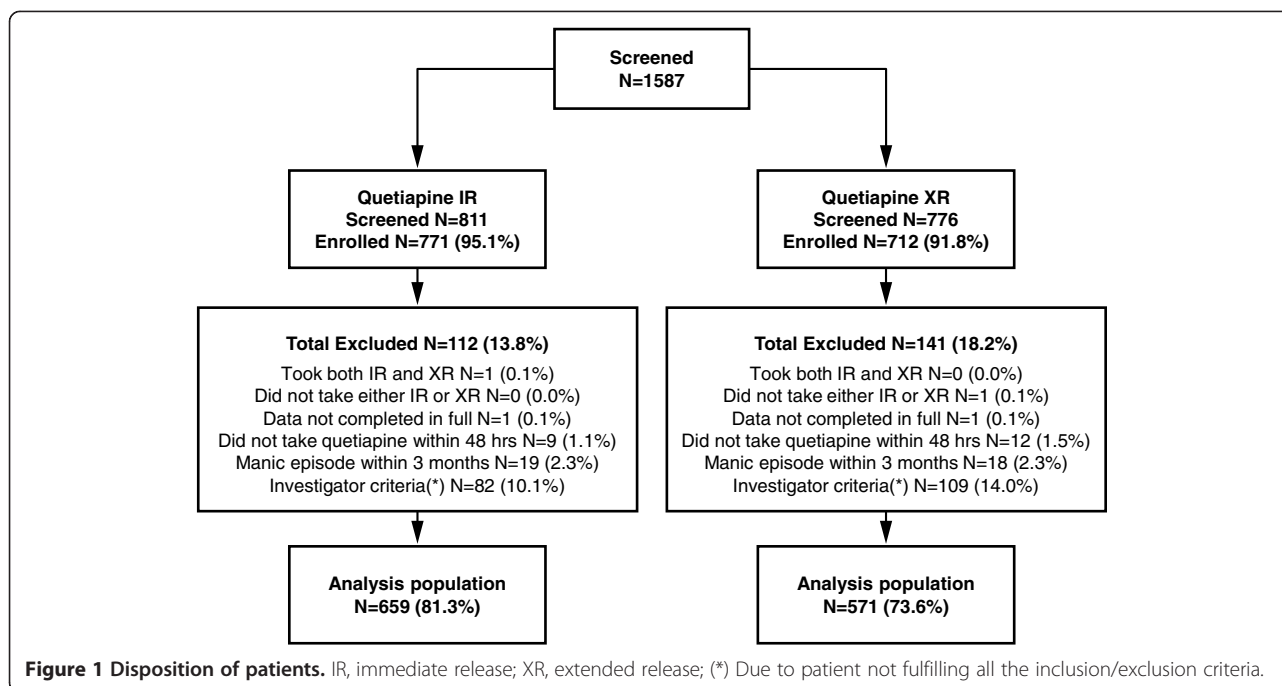 Screened
N=1587
Quetiapine IR
Screened N=811
Enrolled N=771 (95.1%)
Quetiapine XR
Screened N=776
Enrolled N=712 (91.8%)
Total Excluded N=112 (13.8%)
Took both IR and XR N=1 (0.1%)
Did not take either IR or XR N=0 (0.0%)
Data not completed in full N=1 (0.1%)
Did not take quetiapine within 48 hrs N=9 (1.1%)
Manic episode within 3 months N=19 (2.3%)
Investigator criteria(*) N=82 (10.1%)
Total Excluded N=141 (18.2%)
Took both IR and XR N=0 (0.0%)
Did not take either IR or XR N=1 (0.1%)
Data not completed in full N=1 (0.1%)
Did not take quetiapine within 48 hrs N=12 (1.5%)
Manic episode within 3 months N=18 (2.3%)
Investigator criteria(*) N=109 (14.0%)
Analysis population
N=659 (81.3%)
Analysis population
N=571 (73.6%)
Figure 1 Disposition of patients. IR, immediate release; XR, extended release; (*) Due to patient not fulfilling all the inclusion/exclusion criteria.